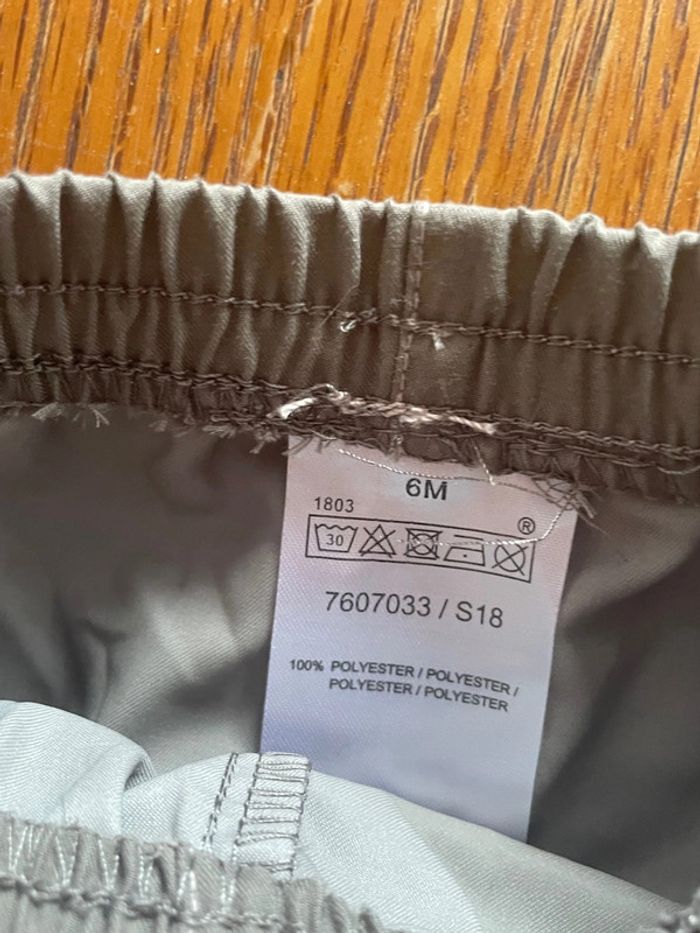 6M
1803
®
30
7607033 / S18
100% POLYESTER / POLYESTER /
POLYESTER / POLYESTER